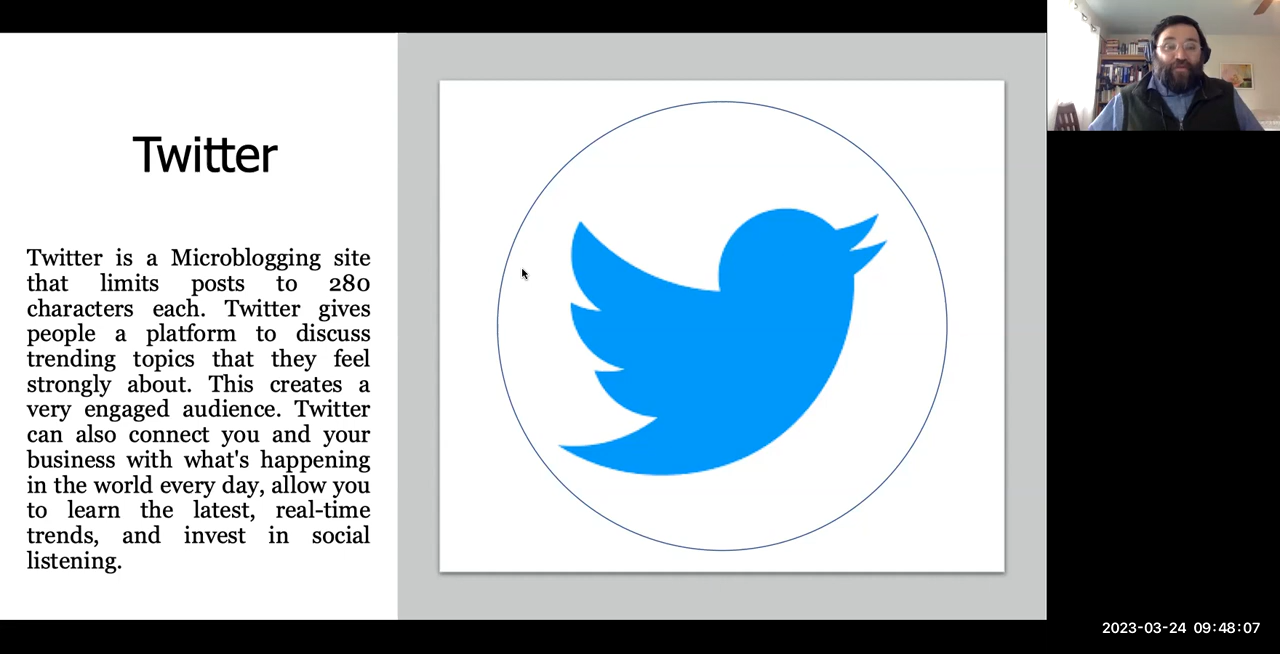 Twitter
Twitter is a Microblogging site
that limits posts to 280
characters each. Twitter gives
people a platform to discuss
trending topics that they feel
strongly about. This creates a
very engaged audience. Twitter
can also connect you and your
business with what's happening
in the world every day, allow you
to learn the latest, real-time
trends, and invest in social
listening.
2023-03-24 09:48:07